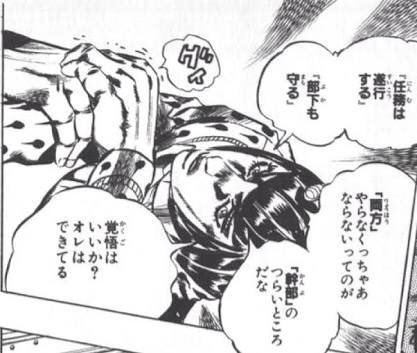 『任務は
遂行
する』
『部下も
守る』
『両方』
やらなくっちゃあ
ならないってのが
『幹部』の
つらいところ
だな
覚悟は
いいか?
オレは
できてる
グイ